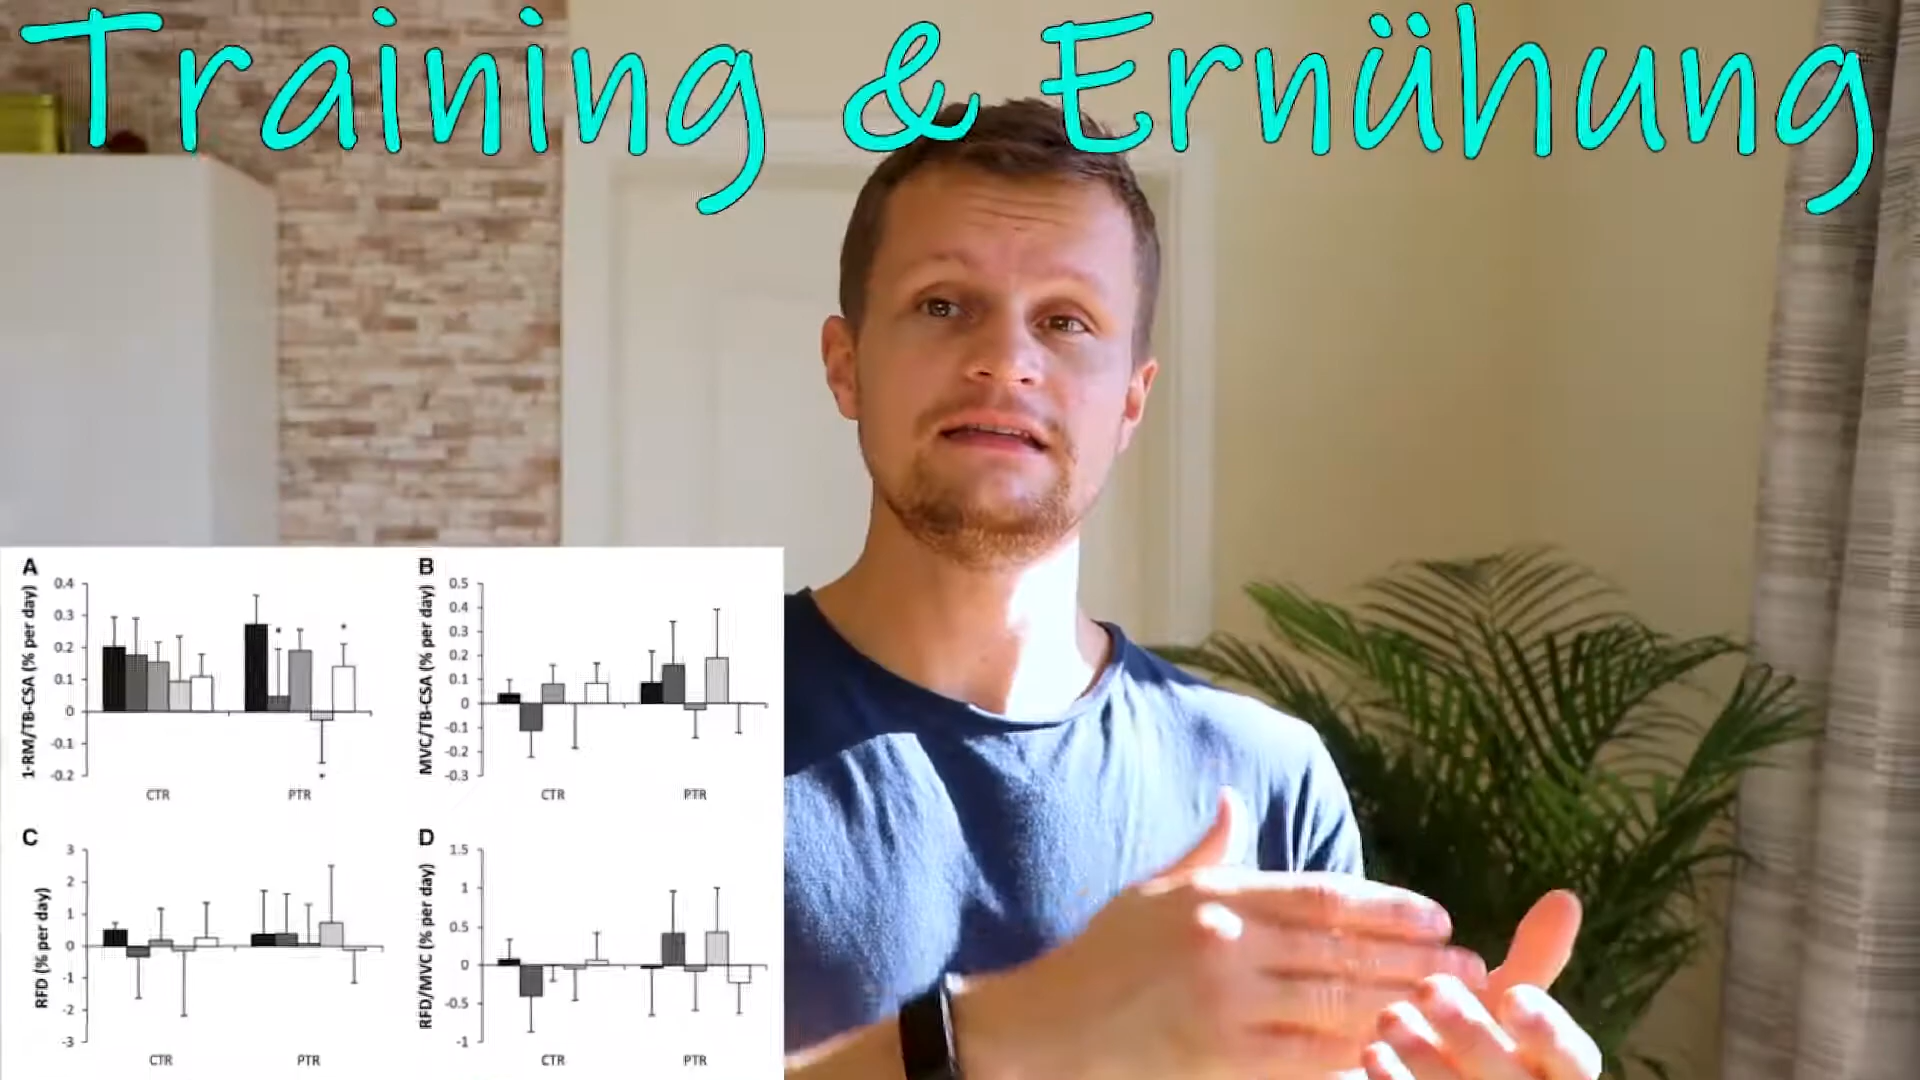 Training & Ernühung
A
1-RM/TB-CSA (% per day)
0.4
0.3
0.2
0.1
0
-0.1
-0.2
*
*
*
CTR PTR
B
MVC/TB-CSA (% per day)
0.5
0.4
0.3
0.2
0.1
0
-0.1
-0.2
-0.3
CTR PTR
C
RFD (% per day)
3
2
1
0
-1
-2
-3
CTR PTR
D
RFD/MVC (% per day)
1.5
1
0.5
0
-0.5
-1
CTR PTR